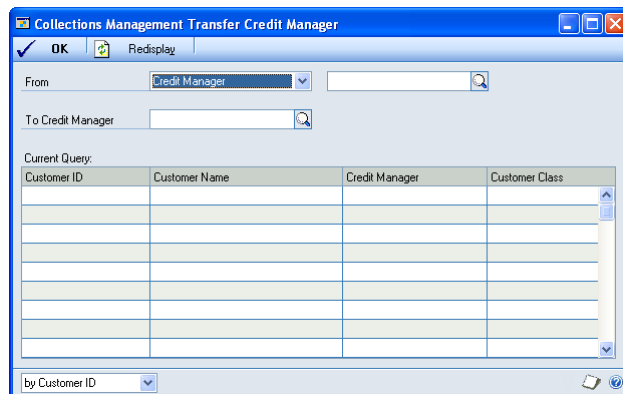 Collections Management Transfer Credit Manager
OK Redisplay
From Credit Manager
To Credit Manager
Current Query:
Customer ID Customer Name Credit Manager Customer Class
by Customer ID